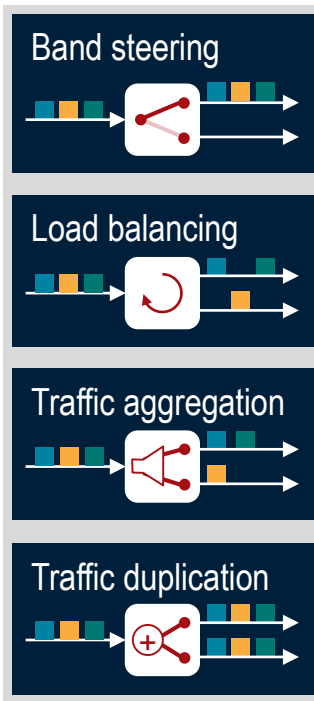 Band steering
Load balancing
Traffic aggregation
Traffic duplication